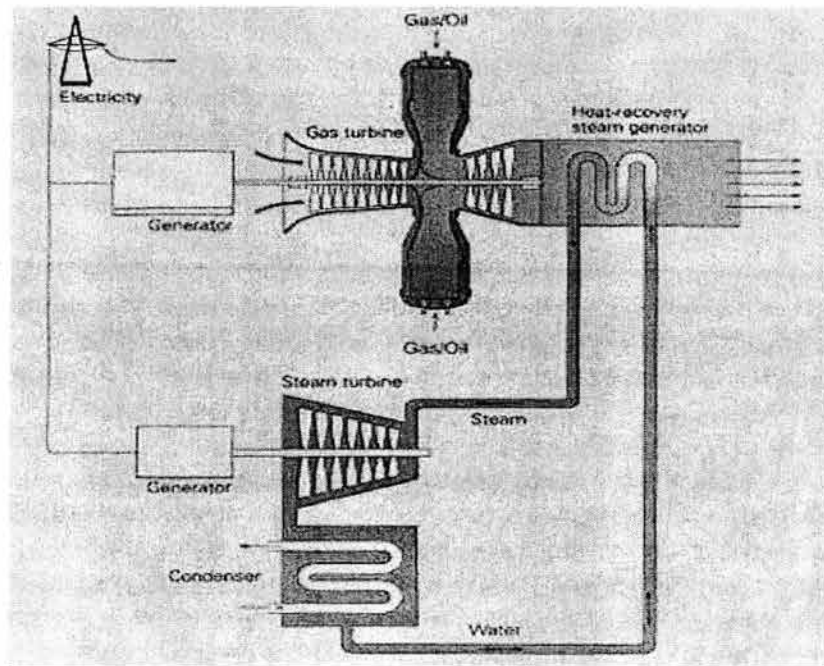 Gas/Oil
Electricity
Gas turbine
Heat-recovery
steam generator
Generator
Gas/Oil
Steam turbine
Steam
Generator
Condenser
Water